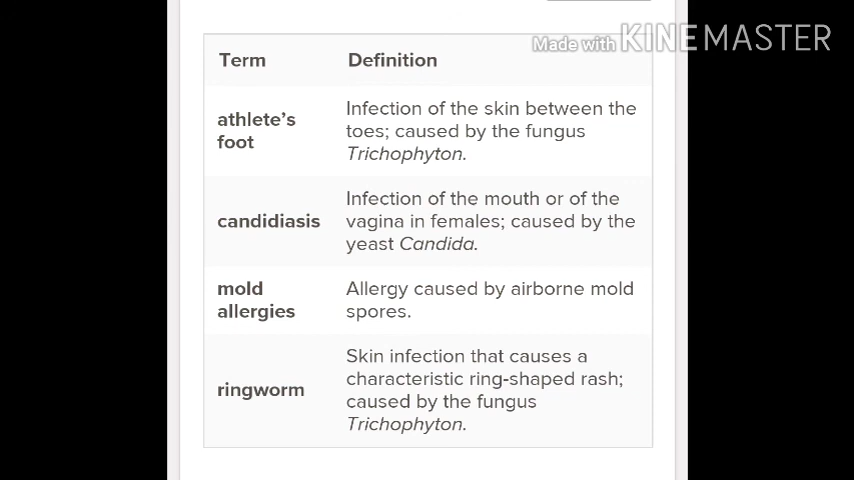 Made with KINEMASTER
Term Definition
athlete's
foot
Infection of the skin between the
toes; caused by the fungus
Trichophyton.
candidiasis
Infection of the mouth or of the
vagina in females; caused by the
yeast Candida.
mold
allergies
Allergy caused by airborne mold
spores.
ringworm
Skin infection that causes a
characteristic ring-shaped rash;
caused by the fungus
Trichophyton.